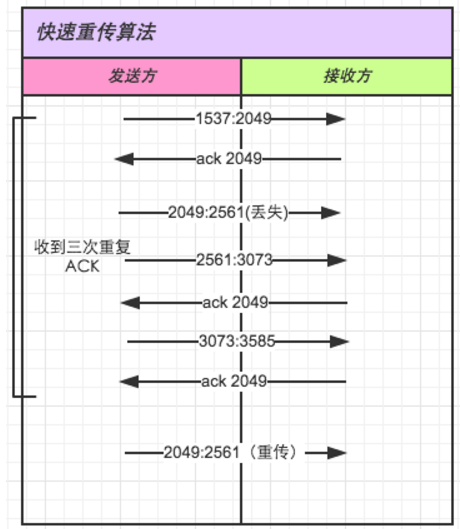 快速重传算法
发送方
接收方
1537:2049
ack 2049
2049:2561(丢失)
收到三次重复
ACK
2561:3073
ack 2049
3073:3585
ack 2049
2049:2561（重传）